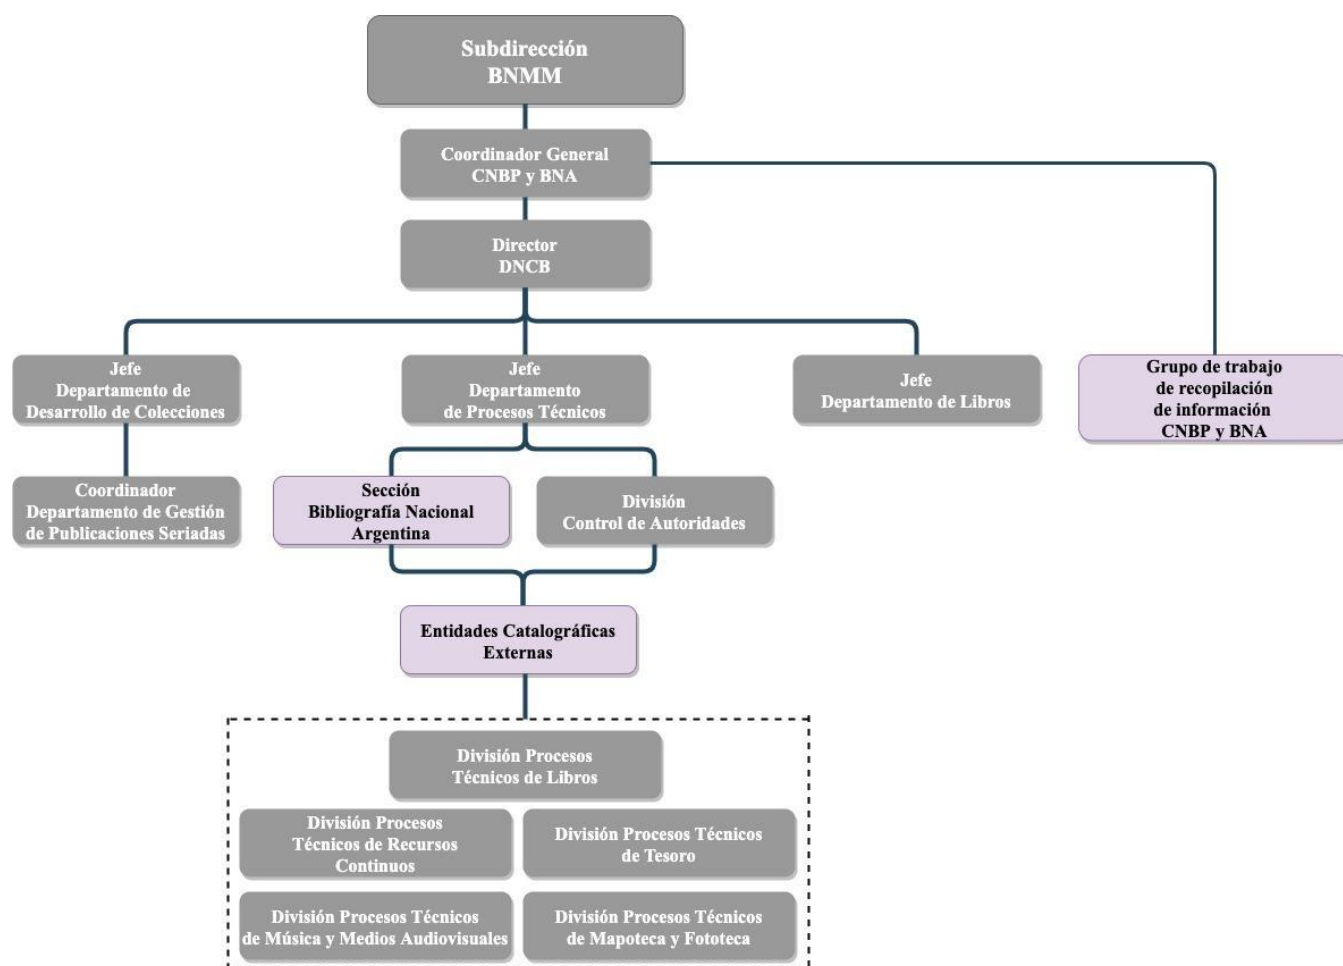 Subdirección
BNMM
Coordinador General
CNBP y BNA
Director
DNCB
Jefe
Departamento de
Desarrollo de Colecciones
Jefe
Departamento
de Procesos Técnicos
Jefe
Departamento de Libros
Grupo de trabajo
de recopilación
de información
CNBP y BNA
Coordinador
Departamento de Gestión
de Publicaciones Seriadas
Sección
Bibliografía Nacional
Argentina
División
Control de Autoridades
Entidades Catalográficas
Externas
División Procesos
Técnicos de Libros
División Procesos
Técnicos de Recursos
Continuos
División Procesos Técnicos
de Tesoro
División Procesos Técnicos
de Música y Medios Audiovisuales
División Procesos Técnicos
de Mapoteca y Fototeca